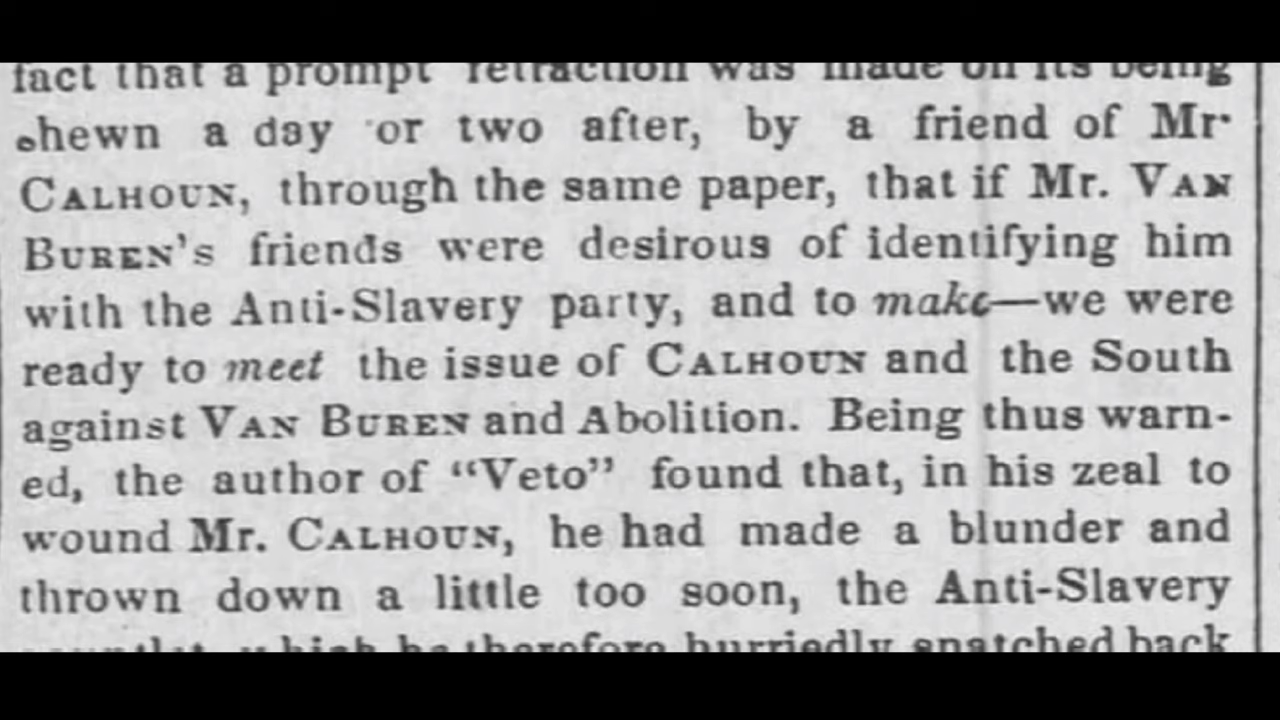 fact that a prompt retraction was made on its being
shewn a day or two after, by a friend of Mr.
CALHOUN, through the same paper, that if Mr. VAN
BUREN's friends were desirous of identifying him
with the Anti-Slavery party, and to make—we were
ready to meet the issue of CALHOUN and the South
against VAN BUREN and Abolition. Being thus warn-
ed, the author of “Veto” found that, in his zeal to
wound Mr. CALHOUN, he had made a blunder and
thrown down a little too soon, the Anti-Slavery
gauntlet, which he therefore hurriedly snatched back